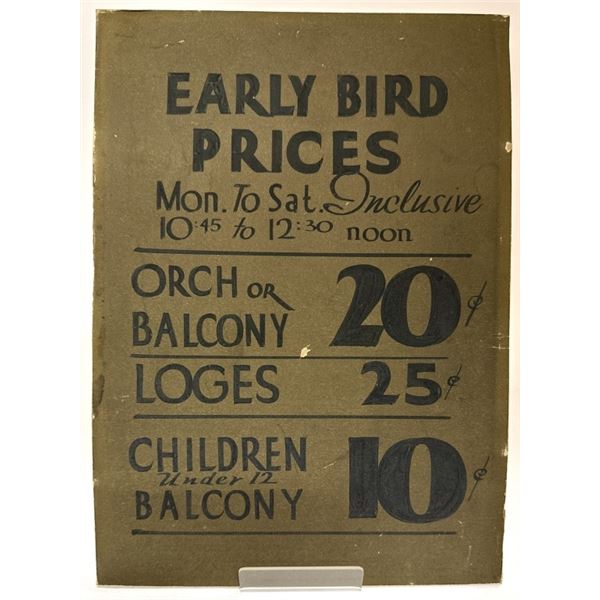 EARLY BIRD
PRICES
Mon. To Sat. Inclusive
10:45 to 12:30 noon
ORCH OR
BALCONY 20¢
LOGES 25¢
CHILDREN
Under 12
BALCONY 10¢